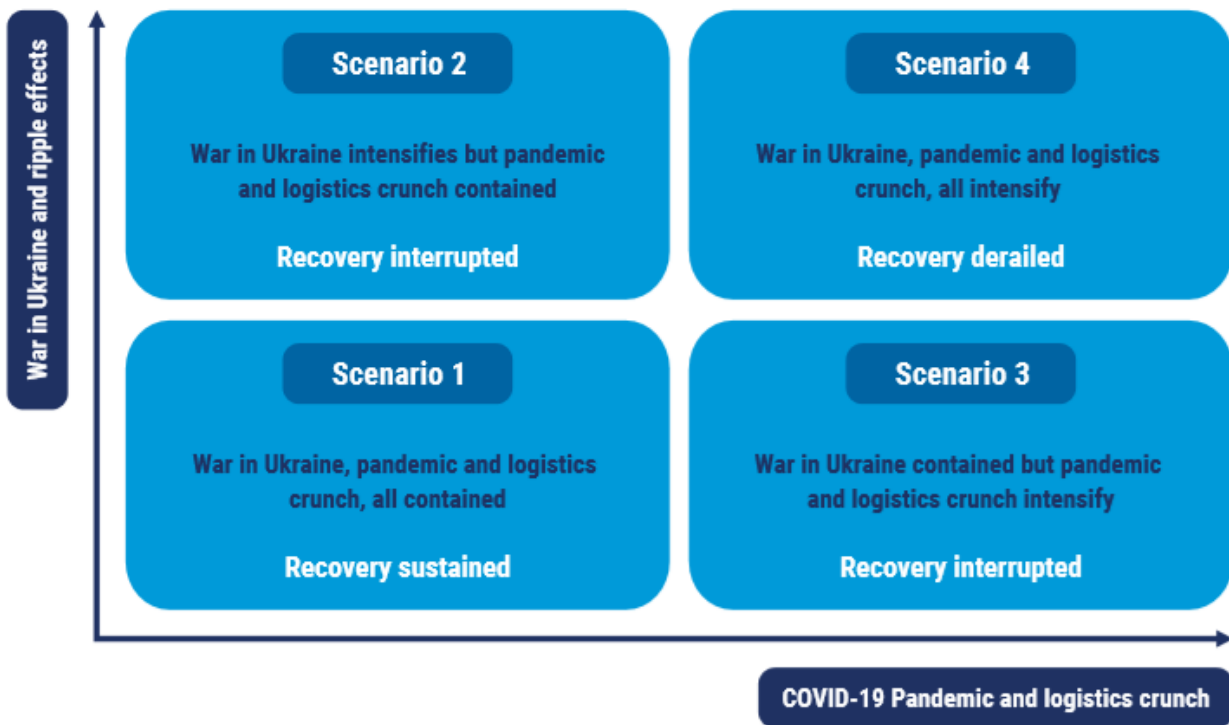 War in Ukraine and ripple effects
Scenario 2
War in Ukraine intensifies but pandemic
and logistics crunch contained
Recovery interrupted
Scenario 4
War in Ukraine, pandemic and logistics
crunch, all intensify
Recovery derailed
Scenario 1
War in Ukraine, pandemic and logistics
crunch, all contained
Recovery sustained
Scenario 3
War in Ukraine contained but pandemic
and logistics crunch intensify
Recovery interrupted
COVID-19 Pandemic and logistics crunch